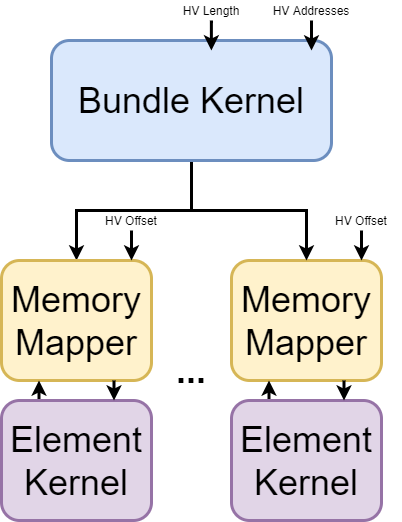 HV Length HV Addresses
Bundle Kernel
HV Offset HV Offset
Memory Mapper
Memory Mapper
...
Element Kernel
Element Kernel